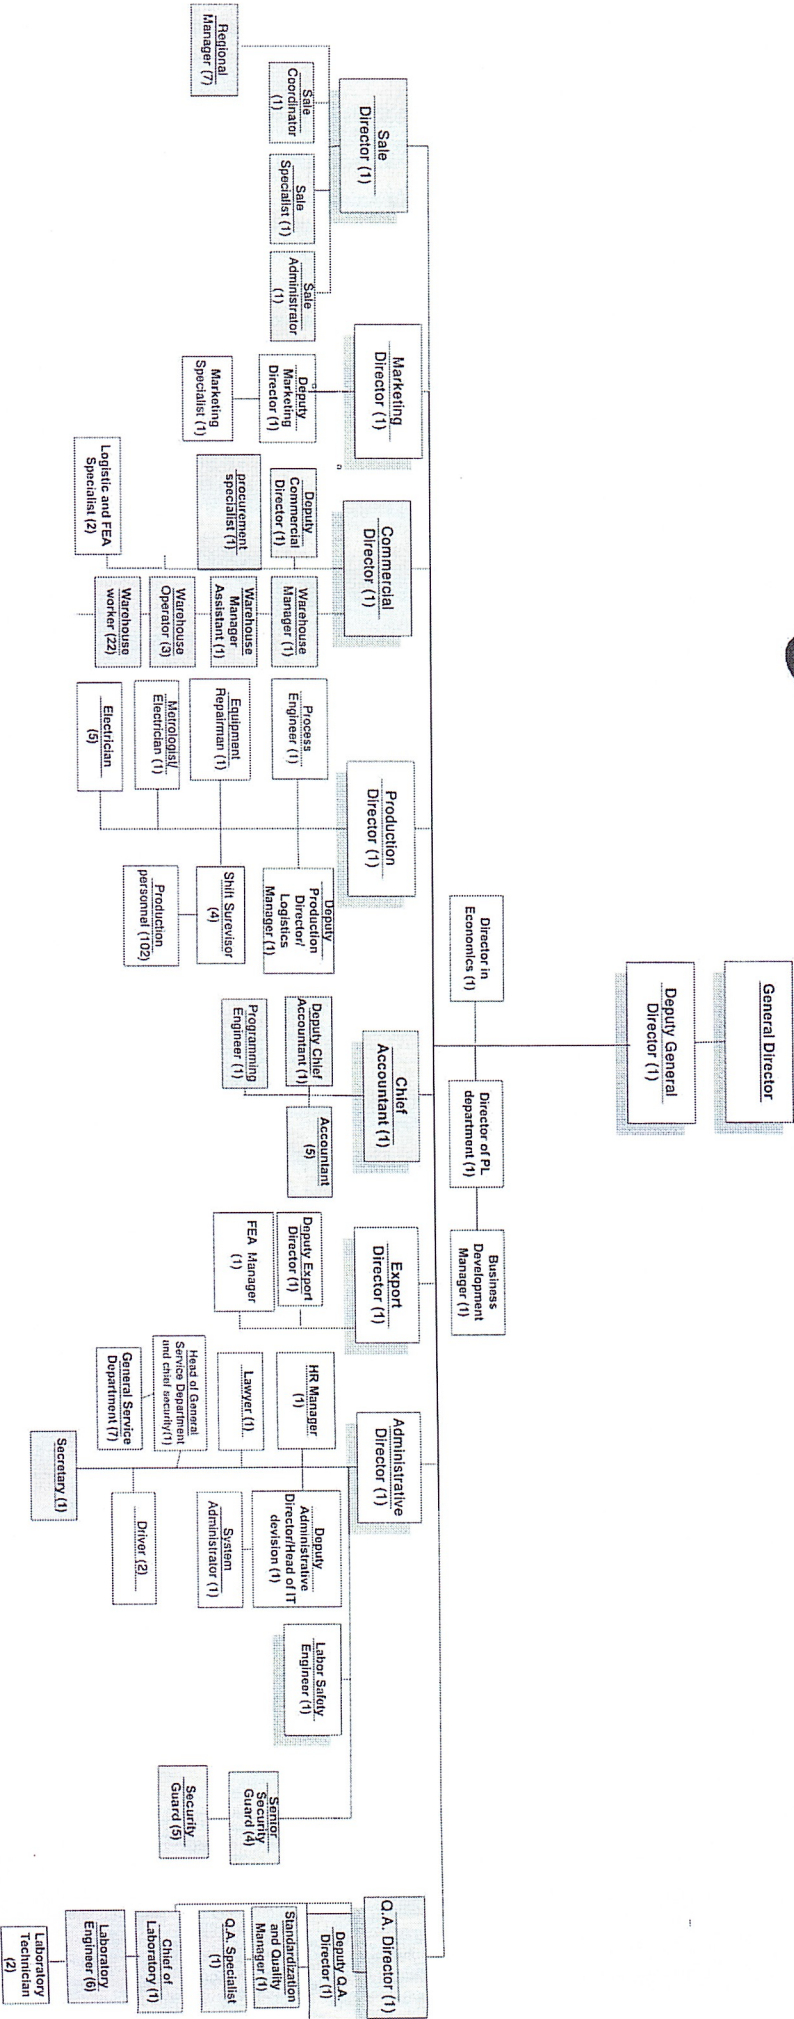 General Director
Deputy General
Director (1)
Director in
Economics (1)
Director of PL
department (1)
Business
Development
Manager (1)
Sale
Director (1)
Regional
Manager (7)
Sale
Coordinator
(1)
Sale
Specialist (1)
Sale
Administrator
(1)
Marketing
Director (1)
Deputy
Marketing
Director (1)
Marketing
Specialist (1)
Commercial
Director (1)
Deputy
Commercial
Director (1)
procurement
specialist (1)
Logistic and FEA
Specialist (2)
Warehouse
Manager (1)
Warehouse
Manager
Assistant (1)
Warehouse
Operator (3)
Warehouse
worker (22)
Production
Director (1)
Process
Engineer (1)
Equipment
Repairman (1)
Metrologist/
Electrician (1)
Electrician
(5)
Deputy
Production
Director/
Logistics
Manager (1)
Shift Surevisor
(4)
Production
personnel (102)
Chief
Accountant (1)
Deputy Chief
Accountant (1)
Programming
Engineer (1)
Accountant
(5)
Export
Director (1)
Deputy Export
Director (1)
FEA Manager
(1)
Administrative
Director (1)
HR Manager
(1)
Lawyer (1)
Head of General
Service Department
and chief security(1)
General Service
Department (7)
Secretary (1)
Deputy
Administrative
Director/Head of IT
devision (1)
System
Administrator (1)
Driver (2)
Labor Safety
Engineer (1)
Senior
Security
Guard (4)
Security
Guard (5)
Q.A. Director (1)
Deputy Q.A.
Director (1)
Standardization
and Quality
Manager (1)
Q.A. Specialist
(1)
Chief of
Laboratory (1)
Laboratory
Engineer (6)
Laboratory
Technician
(2)